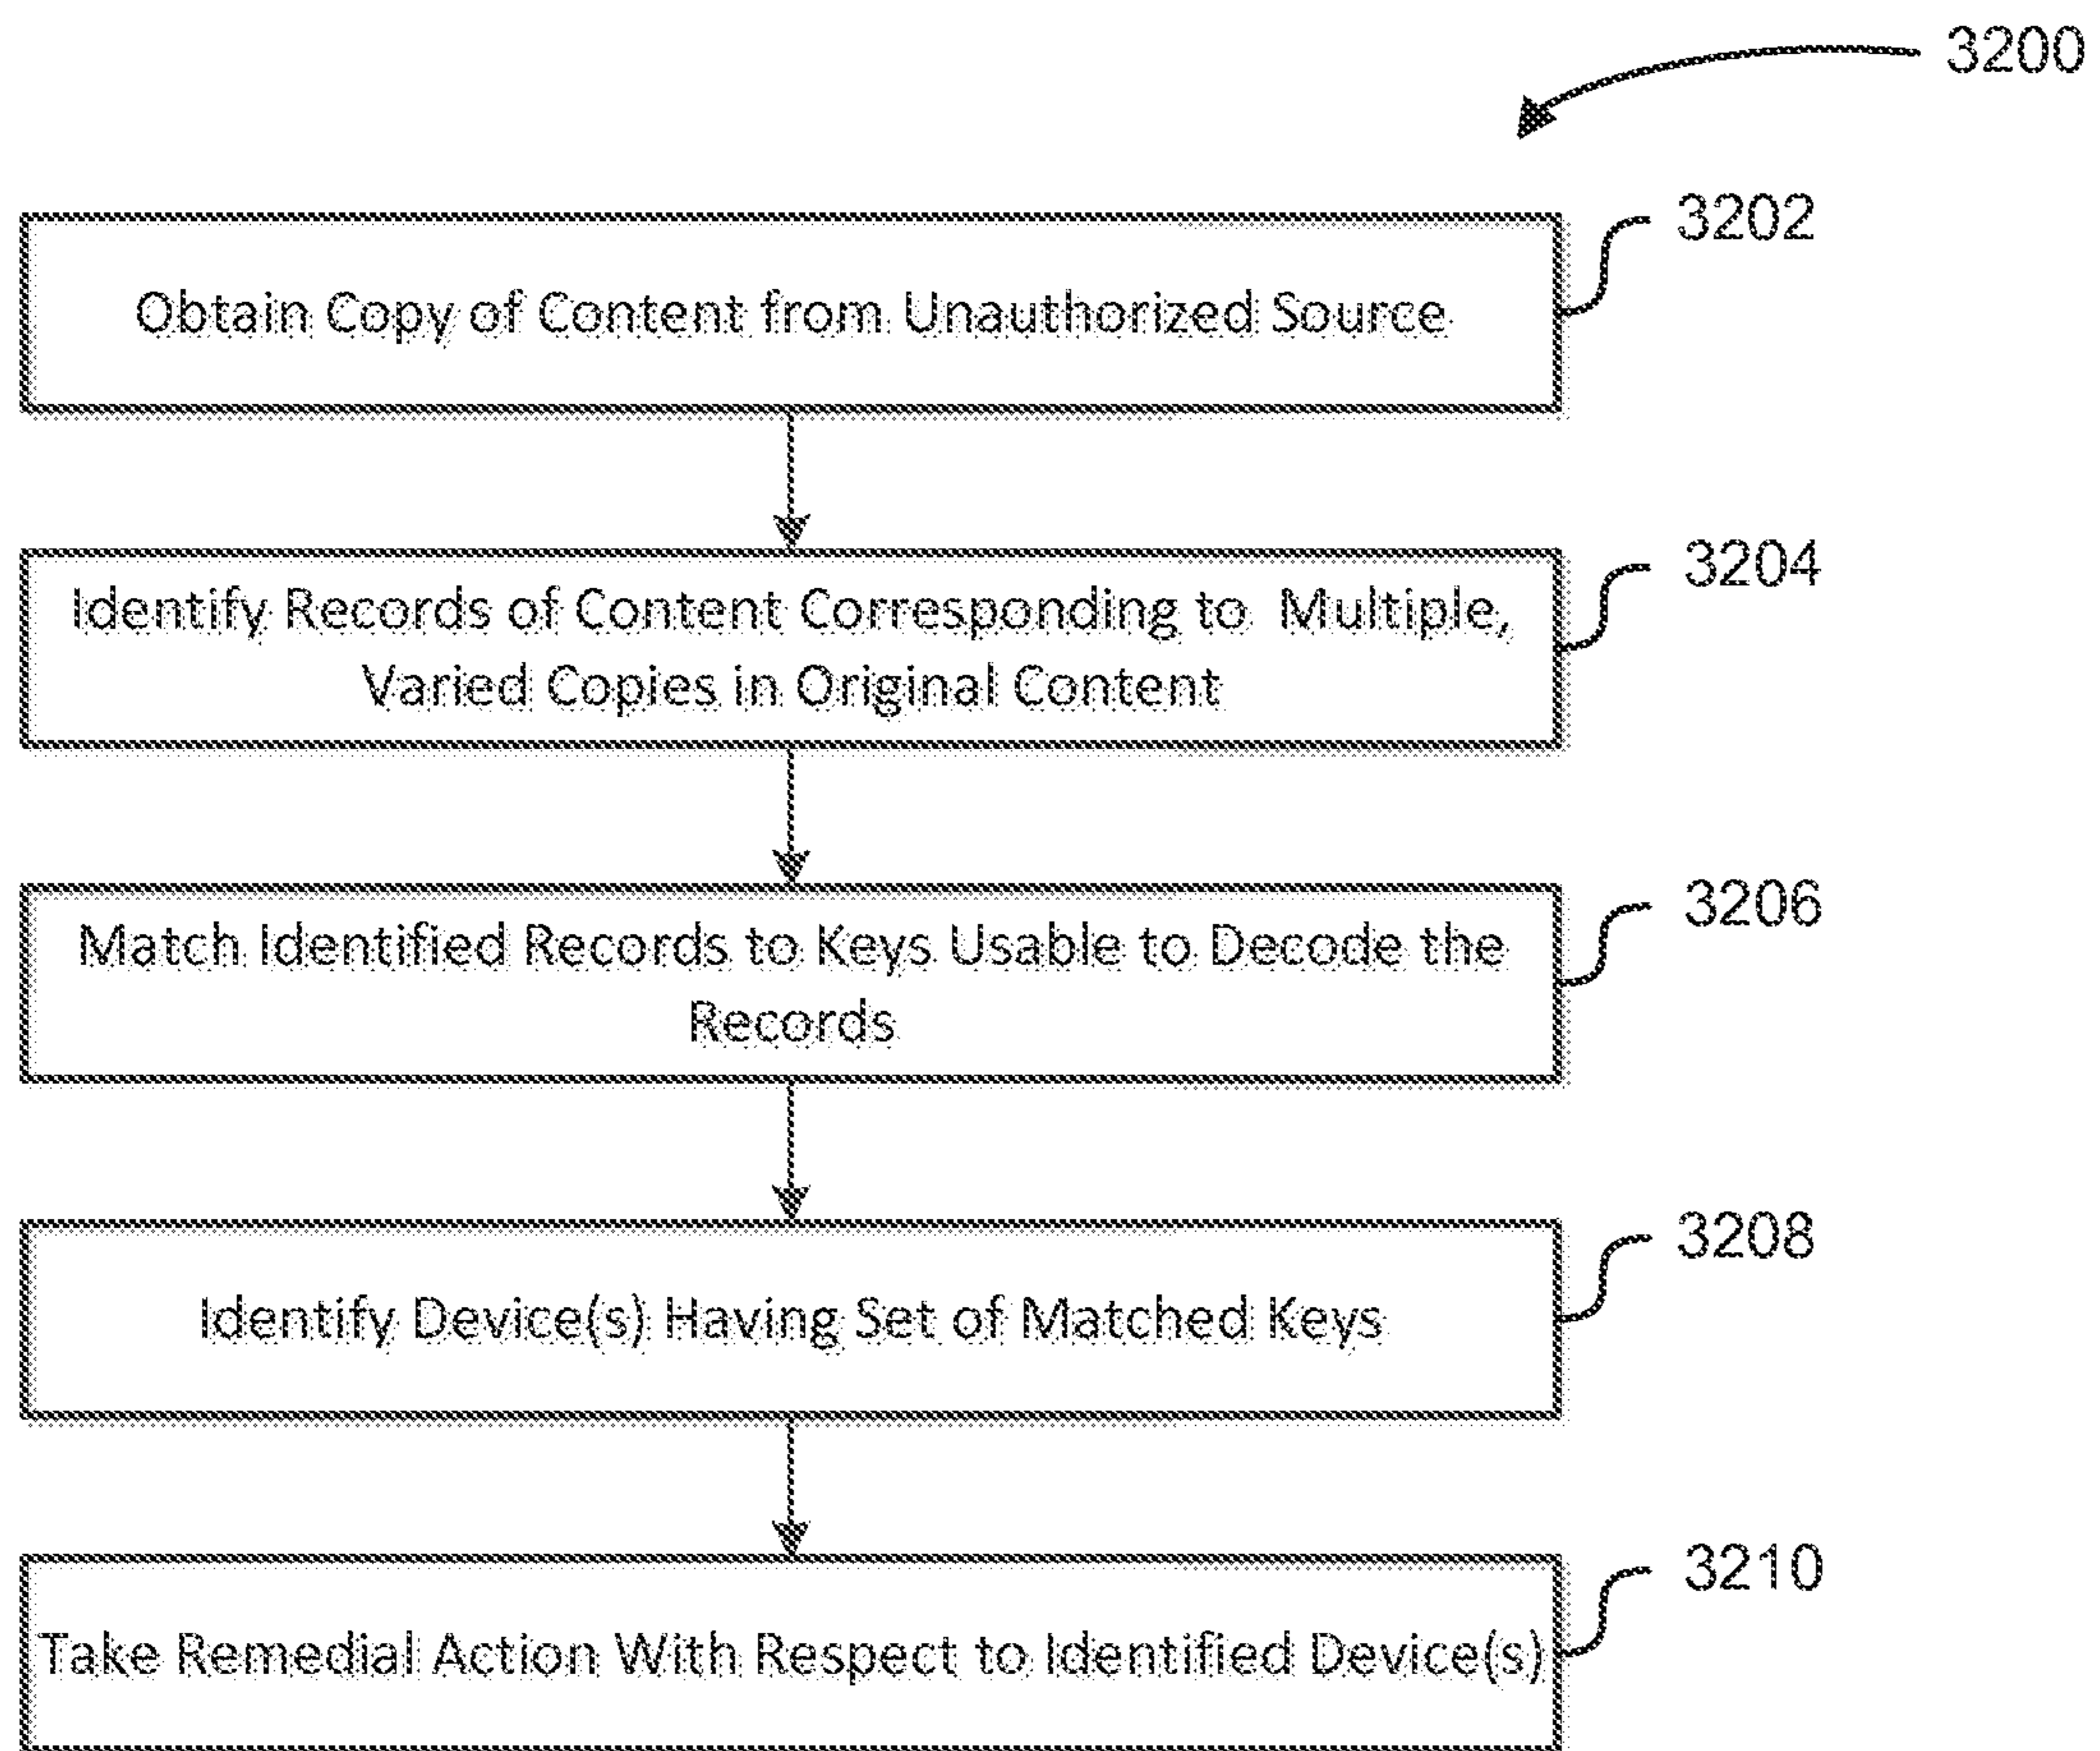 3200
3202
Obtain Copy of Content from Unauthorized Source
3204
Identify Records of Content Corresponding to Multiple,
Varied Copies in Original Content
3206
Match Identified Records to Keys Usable to Decode the
Records
3208
Identify Device(s) Having Set of Matched Keys
3210
Take Remedial Action With Respect to Identified Device(s)